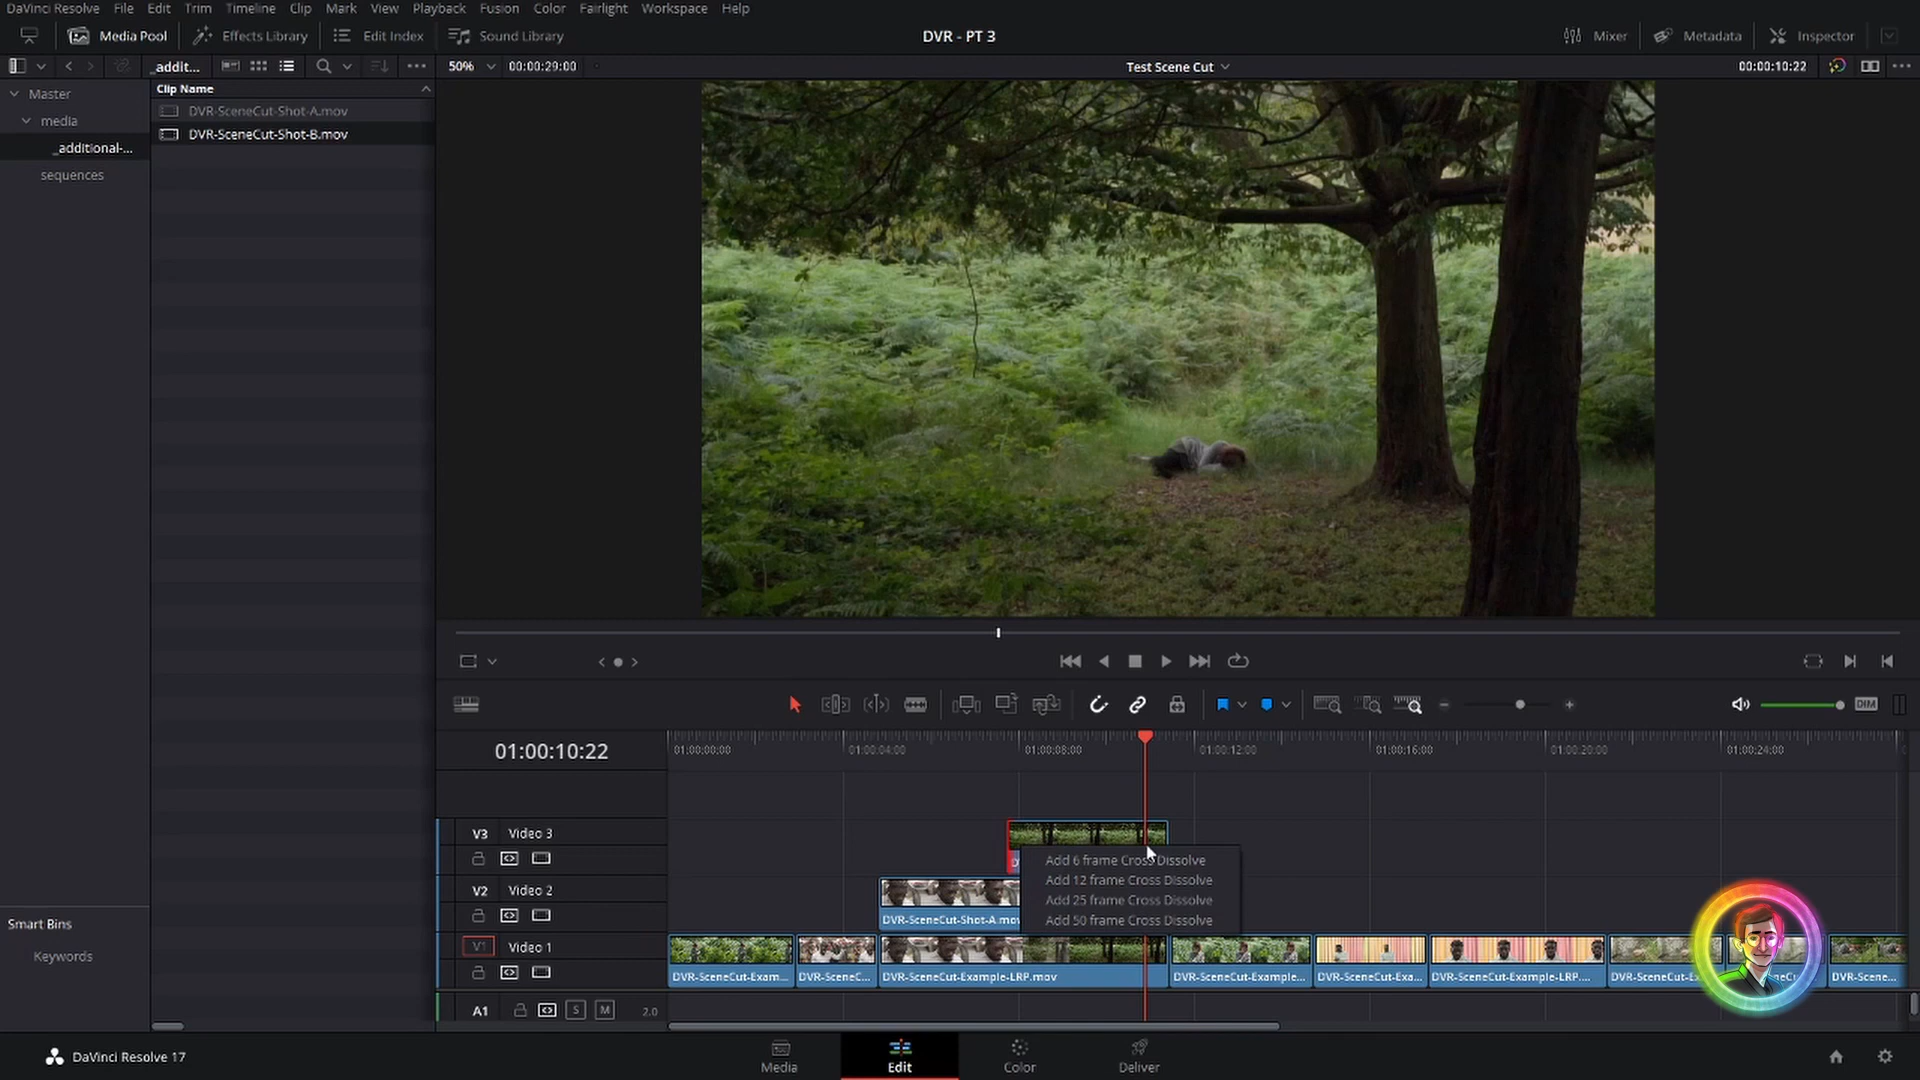 DaVinci Resolve File Edit Trim Timeline Clip Mark View Playback Fusion Color Fairlight Workspace Help
Media Pool Effects Library Edit Index Sound Library DVR - PT 3 Mixer Metadata Inspector
_addit... 50% 00:00:29:00 Test Scene Cut 00:00:10:22
Master
media
_additional-...
sequences
Clip Name
DVR-SceneCut-Shot-A.mov
DVR-SceneCut-Shot-B.mov
DIM
01:00:10:22
01:00:00:00 01:00:04:00 01:00:08:00 01:00:12:00 01:00:16:00 01:00:20:00 01:00:24:00
V3 Video 3
Add 6 frame Cross Dissolve
Add 12 frame Cross Dissolve
Add 25 frame Cross Dissolve
Add 50 frame Cross Dissolve
V2 Video 2
DVR-SceneCut-Shot-A.mov
V1 Video 1
DVR-SceneCut-Exam... DVR-SceneC... DVR-SceneCut-Example-LRP.mov DVR-SceneCut-Example... DVR-SceneCut-Exa... DVR-SceneCut-Example-LRP.... DVR-Scene...
A1 S M 2.0
Smart Bins
Keywords
DaVinci Resolve 17
Media Edit Color Deliver